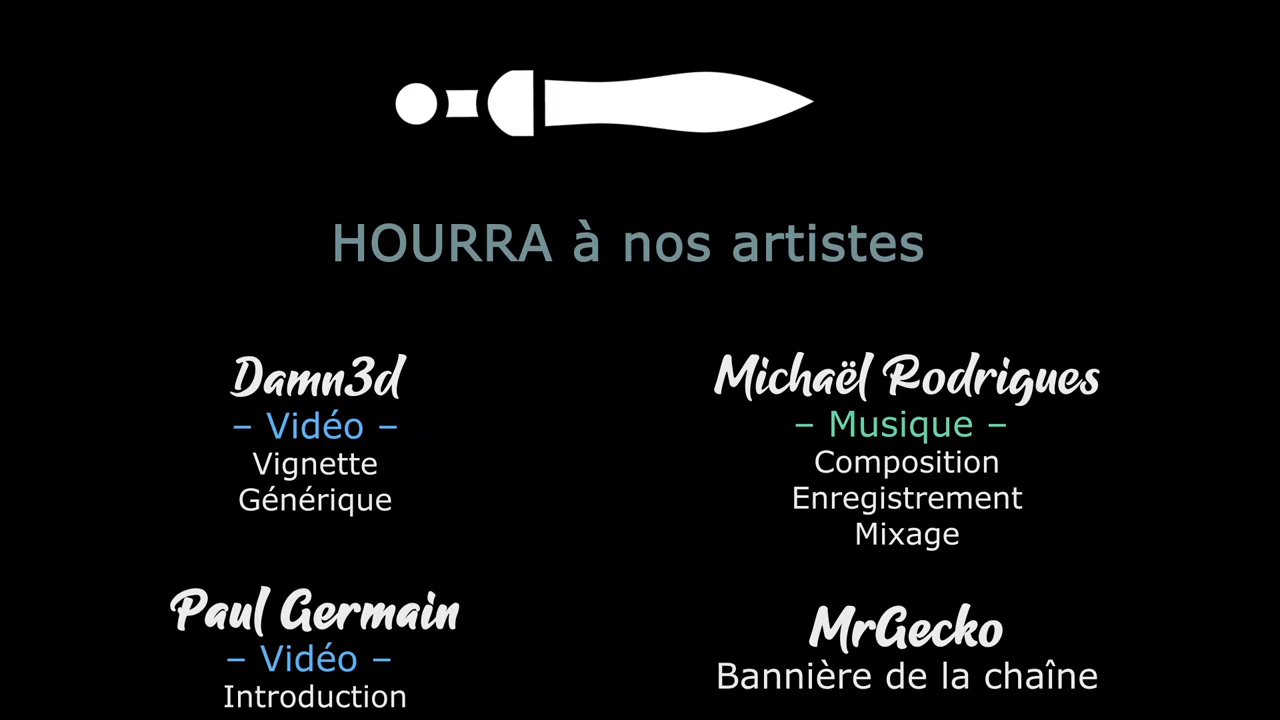 HOURRA à nos artistes
Damn3d
– Vidéo –
Vignette
Générique
Michaël Rodrigues
– Musique –
Composition
Enregistrement
Mixage
Paul Germain
– Vidéo –
Introduction
MrGecko
Bannière de la chaîne